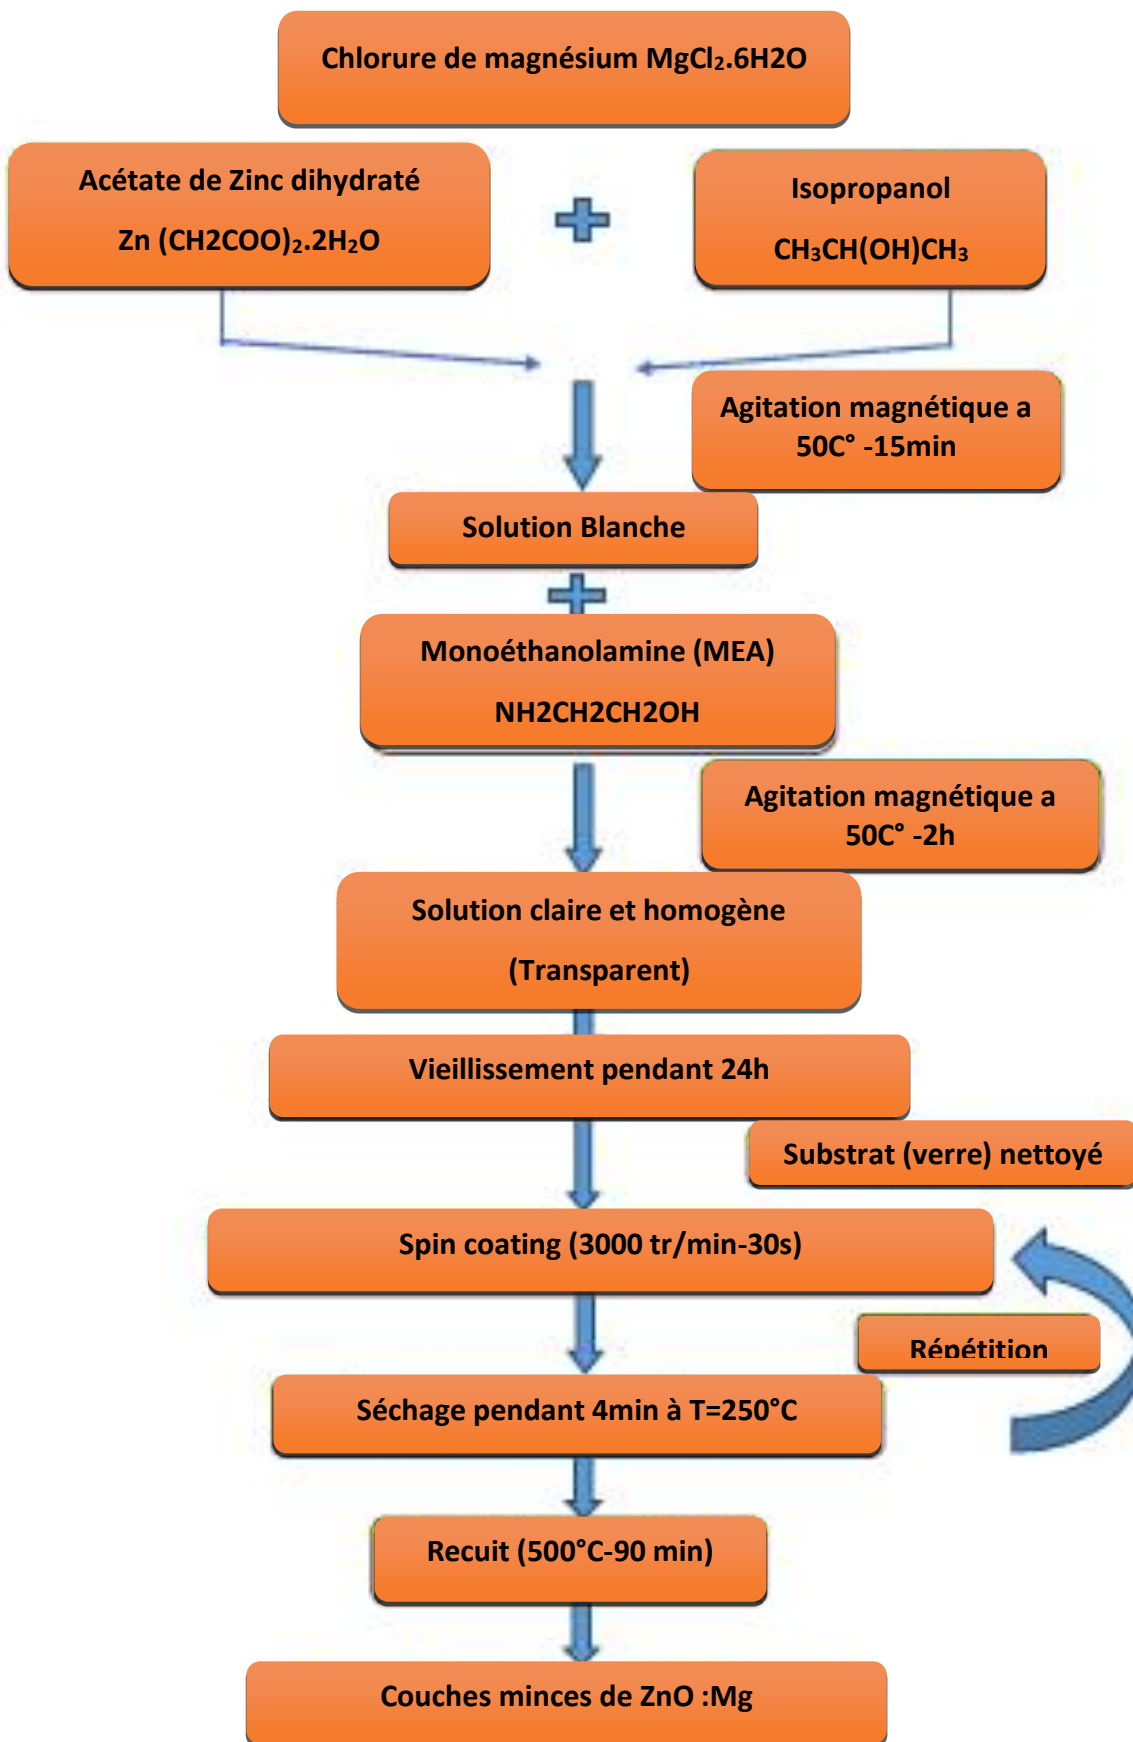 Chlorure de magnésium MgCl₂.6H2O
Acétate de Zinc dihydraté
Zn (CH2COO)₂.2H₂O
Isopropanol
CH₃CH(OH)CH₃
Agitation magnétique a
50C° -15min
Solution Blanche
Monoéthanolamine (MEA)
NH2CH2CH2OH
Agitation magnétique a
50C° -2h
Solution claire et homogène
(Transparent)
Vieillissement pendant 24h
Substrat (verre) nettoyé
Spin coating (3000 tr/min-30s)
Répétition
Séchage pendant 4min à T=250°C
Recuit (500°C-90 min)
Couches minces de ZnO :Mg